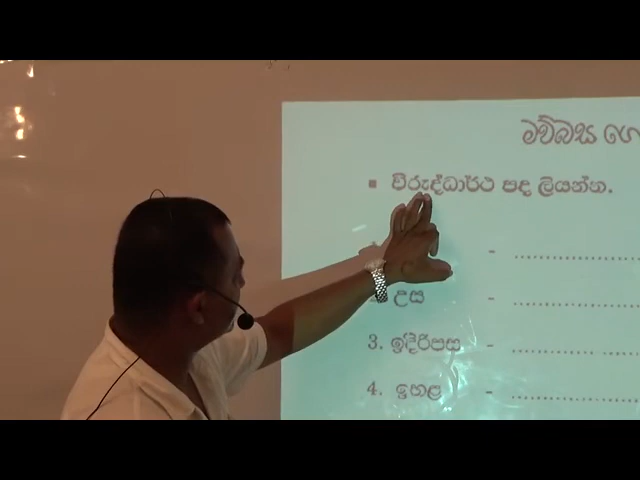 මව්බස
■ විරුද්ධාර්ථ පද ලියන්න.
- ..............................
උස - ..............................
3. ඉදිරිපස - ..............................
4. ඉහළ - ..............................